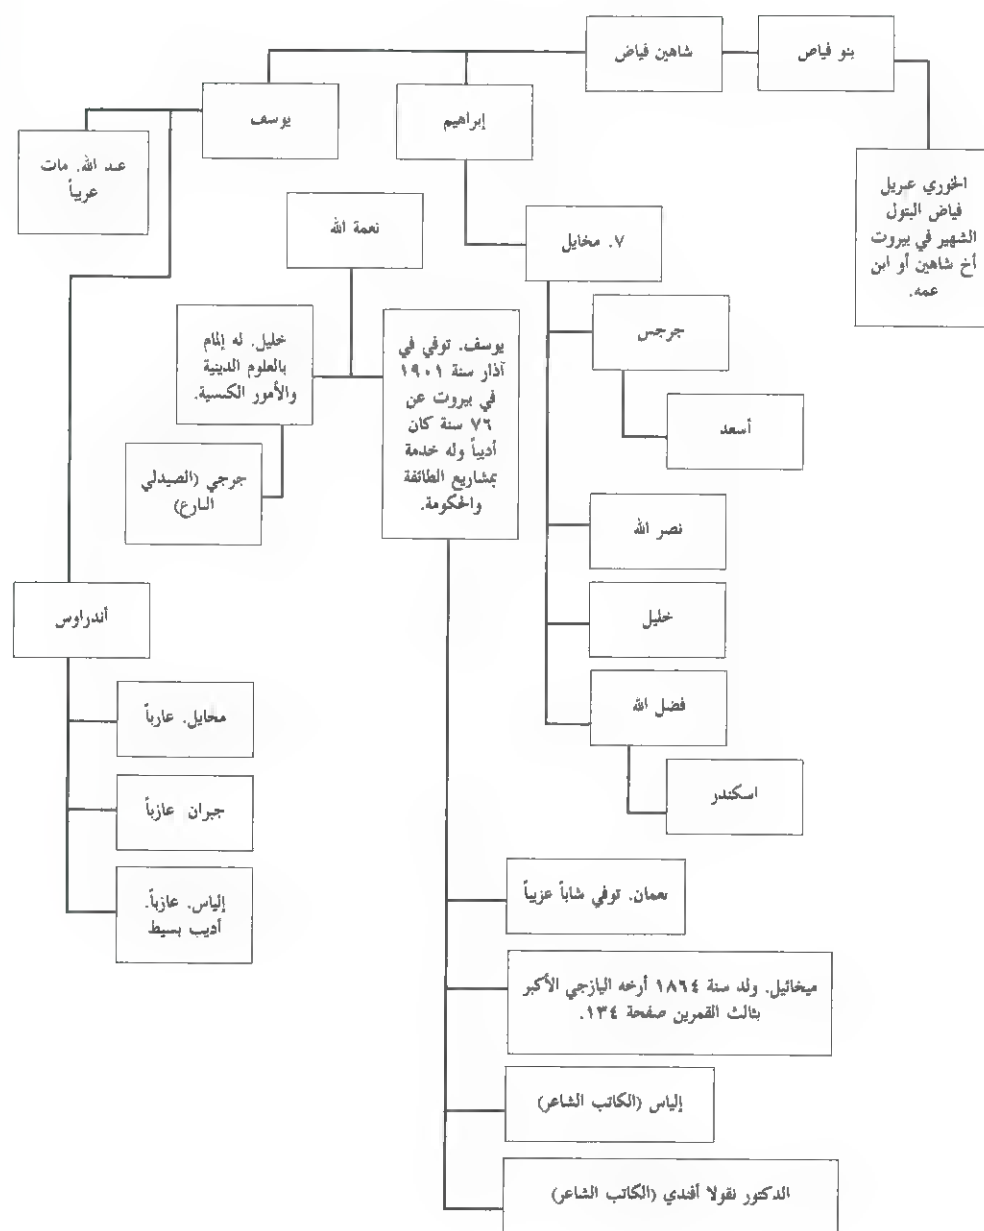 بنو فياض
شاهين فياض
يوسف
إبراهيم
عبد الله. مات
عزيباً
الخوري عبريل
فياض البتول
الشهير في بيروت
أخ شاهين أو ابن
عمه.
نعمة الله
٧. مخايل
جرجس
خليل. له إلمام
بالعلوم الدينية
والأمور الكنسية.
يوسف. توفي في
آذار سنة ١٩٠١
في بيروت عن
٧٦ سنة كان
أديباً وله خدمة
بمشاريع الطائفة
والحكومة.
أسعد
جرجي (الصيدلي
البارع)
نصر الله
أندراوس
خليل
فضل الله
مخايل. عازباً
جبران عازباً
اسكندر
إلياس. عازباً.
أديب بسيط
نعمان. توفي شاباً عزيباً
ميخائيل. ولد سنة ١٨٦٤ أرخه اليازجي الأكبر
بثالث القمرين صفحة ١٣٤.
إلياس (الكاتب الشاعر)
الدكتور نقولا أفندي (الكاتب الشاعر)